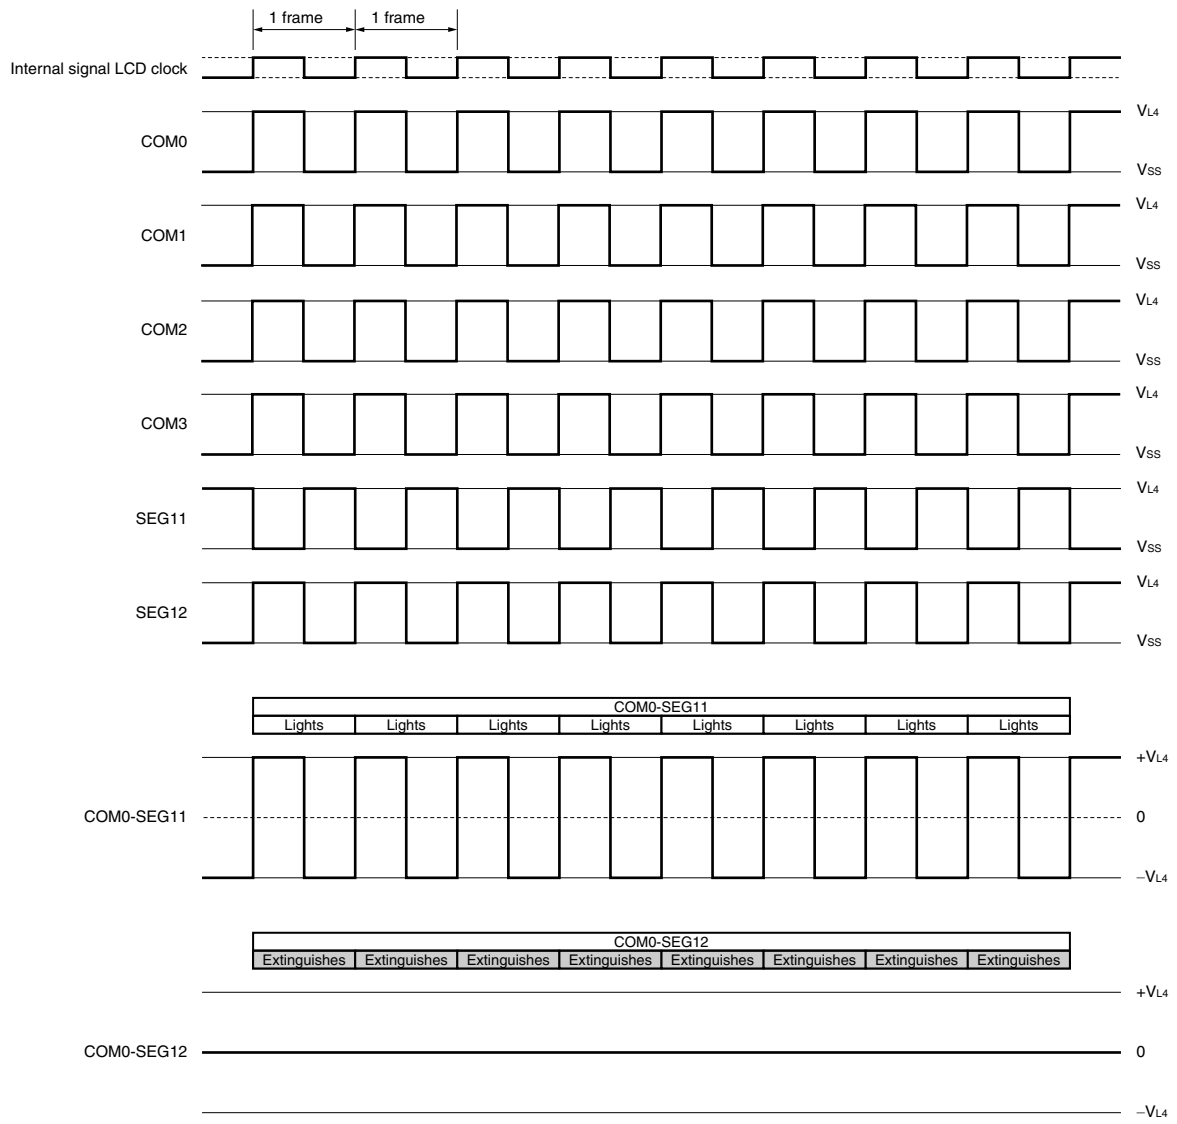 1 frame 1 frame
Internal signal LCD clock
VL4
COM0
VSS
VL4
COM1
VSS
VL4
COM2
VSS
VL4
COM3
VSS
VL4
SEG11
VSS
VL4
SEG12
VSS
COM0-SEG11
Lights Lights Lights Lights Lights Lights Lights Lights
+VL4
COM0-SEG11 0
−VL4
COM0-SEG12
Extinguishes Extinguishes Extinguishes Extinguishes Extinguishes Extinguishes Extinguishes Extinguishes
+VL4
COM0-SEG12 0
−VL4